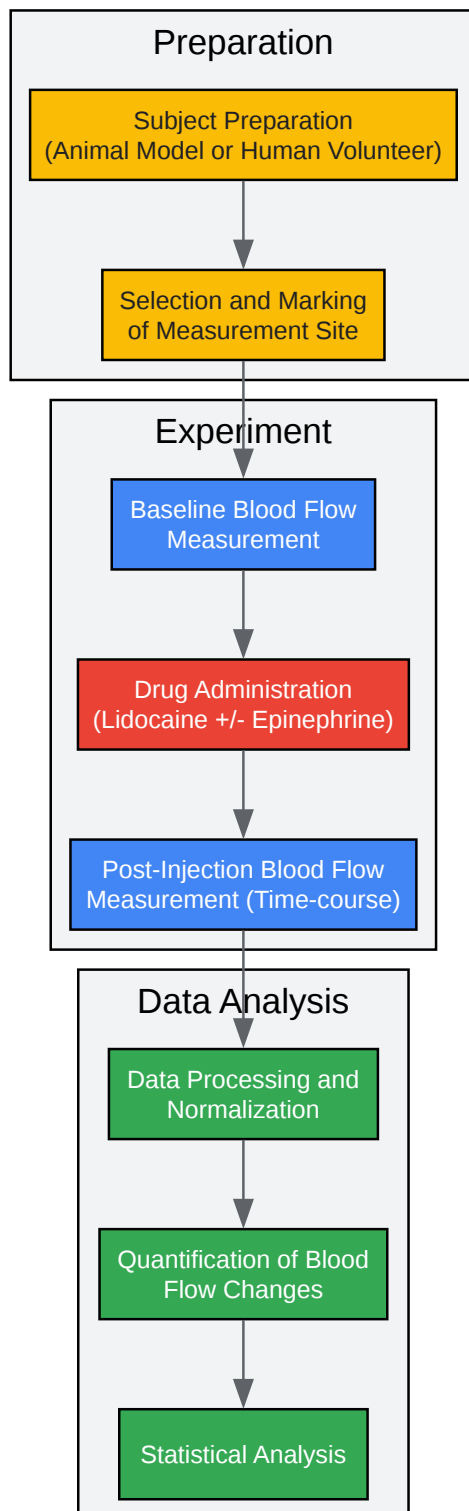 Preparation
Subject Preparation
(Animal Model or Human Volunteer)
Selection and Marking
of Measurement Site
Experiment
Baseline Blood Flow
Measurement
Drug Administration
(Lidocaine +/- Epinephrine)
Post-Injection Blood Flow
Measurement (Time-course)
Data Analysis
Data Processing and
Normalization
Quantification of Blood
Flow Changes
Statistical Analysis